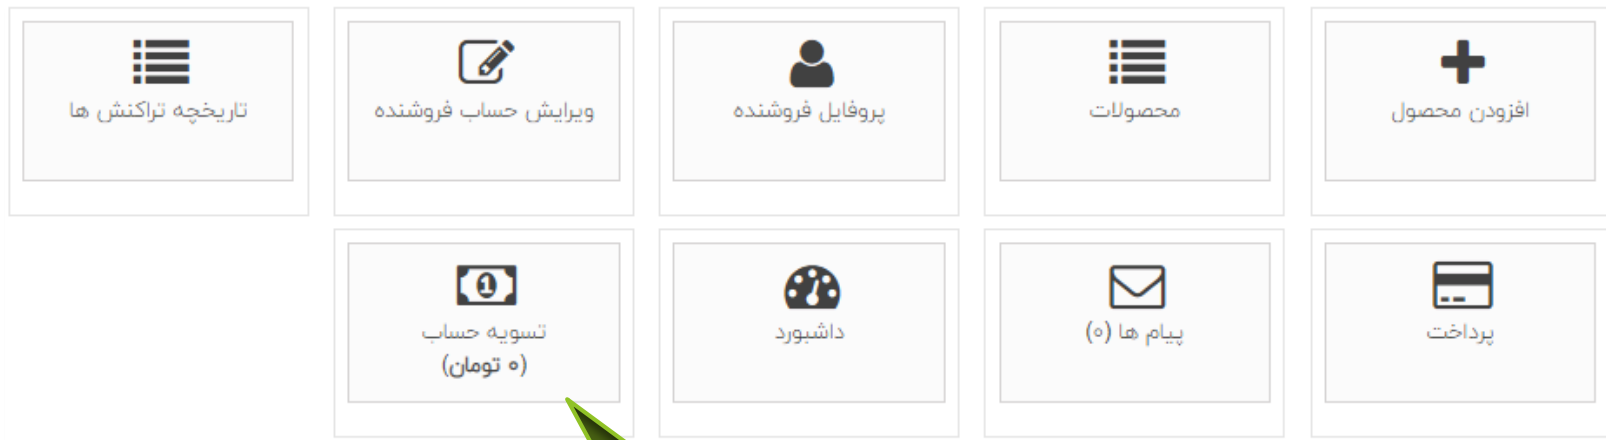 افزودن محصول
محصولات
پروفایل فروشنده
ویرایش حساب فروشنده
تاریخچه تراکنش ها
پرداخت
پیام ها (۰)
داشبورد
تسویه حساب
(۰ تومان)